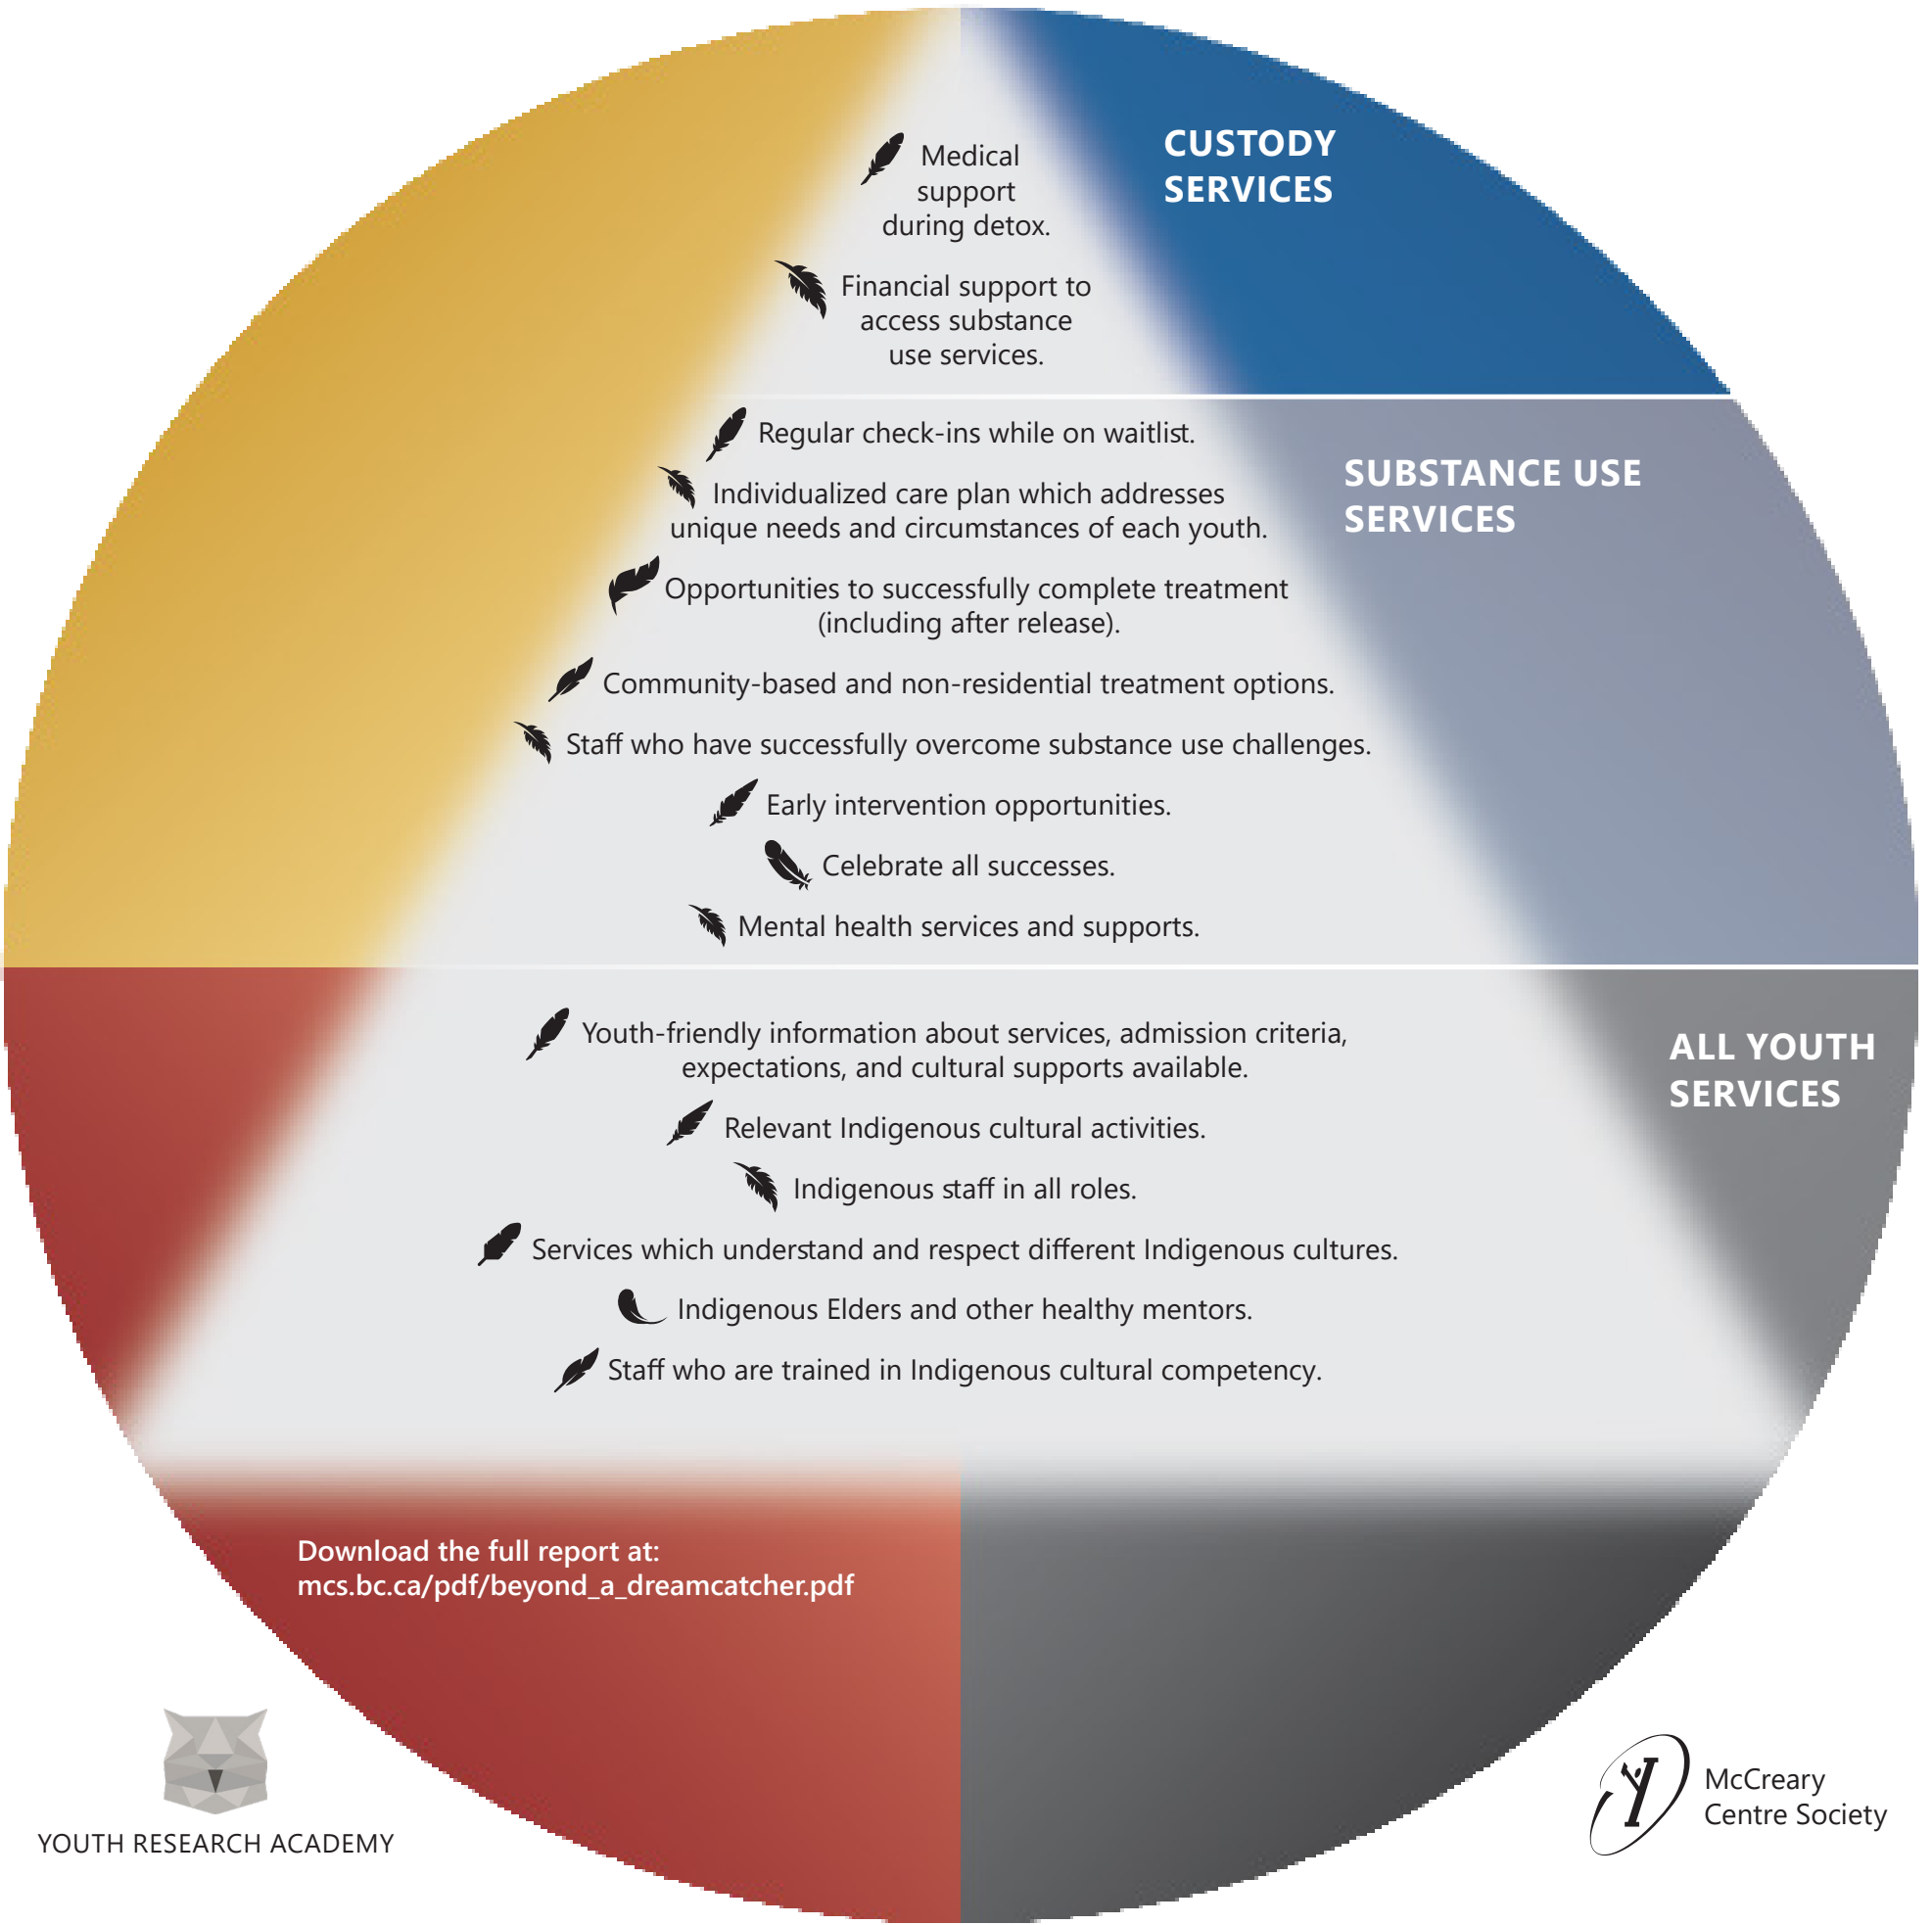 CUSTODY
SERVICES
Medical
support
during detox.
Financial support to
access substance
use services.
SUBSTANCE USE
SERVICES
Regular check-ins while on waitlist.
Individualized care plan which addresses
unique needs and circumstances of each youth.
Opportunities to successfully complete treatment
(including after release).
Community-based and non-residential treatment options.
Staff who have successfully overcome substance use challenges.
Early intervention opportunities.
Celebrate all successes.
Mental health services and supports.
ALL YOUTH
SERVICES
Youth-friendly information about services, admission criteria,
expectations, and cultural supports available.
Relevant Indigenous cultural activities.
Indigenous staff in all roles.
Services which understand and respect different Indigenous cultures.
Indigenous Elders and other healthy mentors.
Staff who are trained in Indigenous cultural competency.
Download the full report at:
mcs.bc.ca/pdf/beyond_a_dreamcatcher.pdf
YOUTH RESEARCH ACADEMY
McCreary
Centre Society